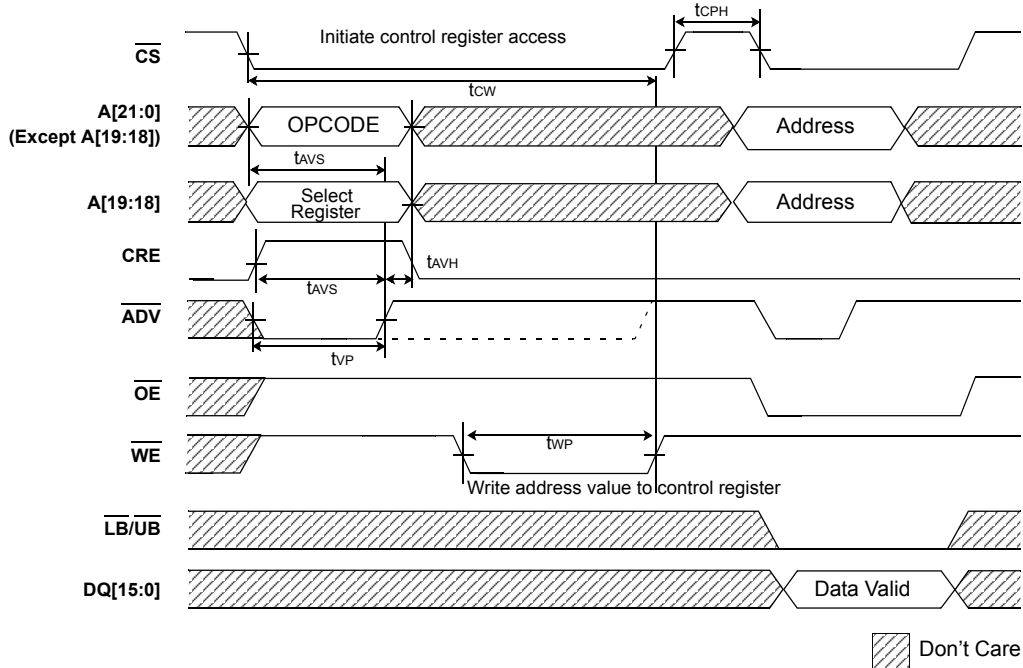 tCPH
Initiate control register access
CS
tCW
A[21:0]
(Except A[19:18])
OPCODE
Address
tAVS
A[19:18]
Select
Register
Address
CRE
tAVS
tAVH
ADV
tVP
OE
WE
tWP
Write address value to control register
LB/UB
DQ[15:0]
Data Valid
Don't Care